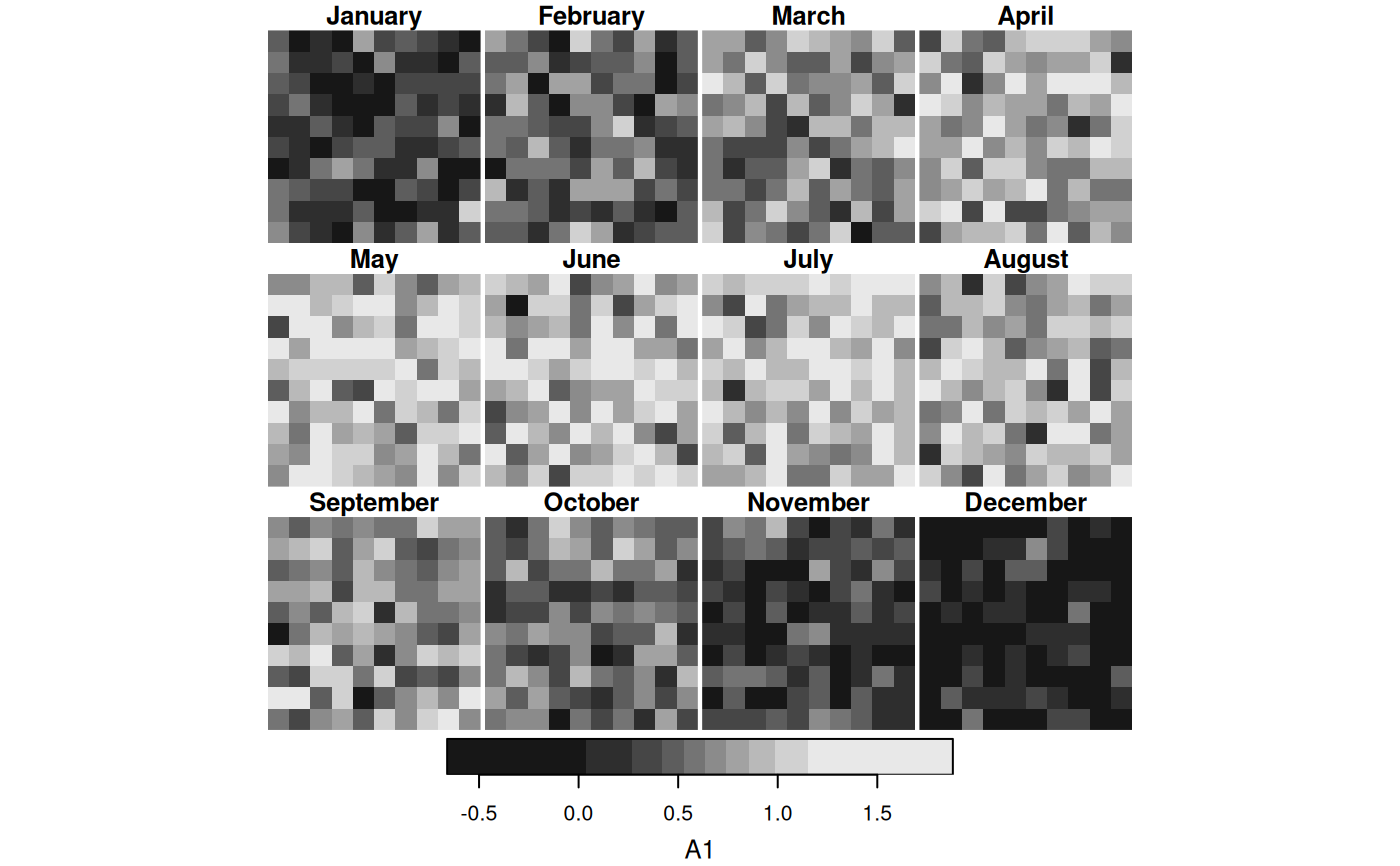 January February March April
May June July August
September October November December
-0.5 0.0 0.5 1.0 1.5
A1